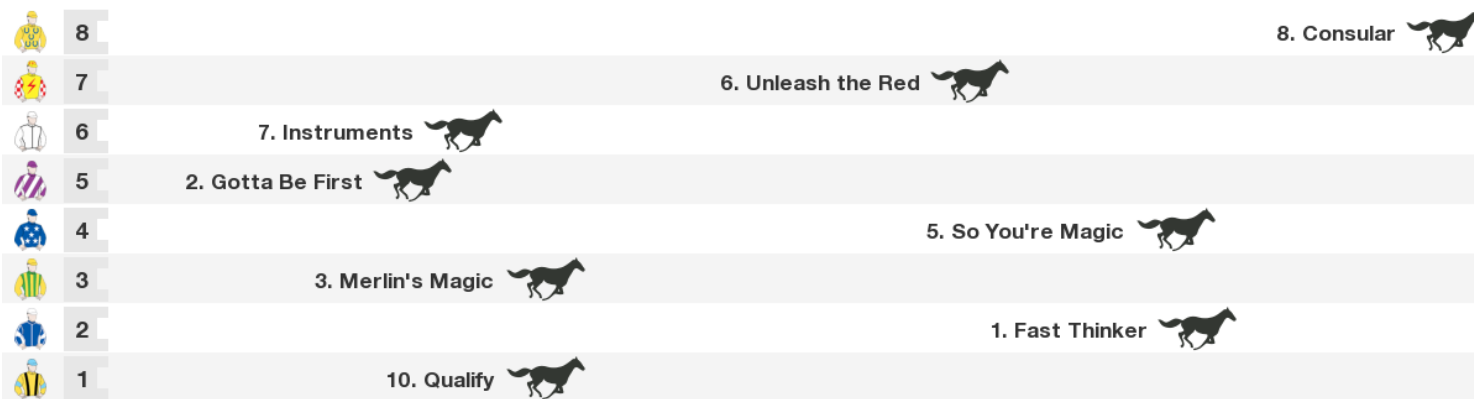 8 8. Consular
7 6. Unleash the Red
6 7. Instruments
5 2. Gotta Be First
4 5. So You're Magic
3 3. Merlin's Magic
2 1. Fast Thinker
1 10. Qualify